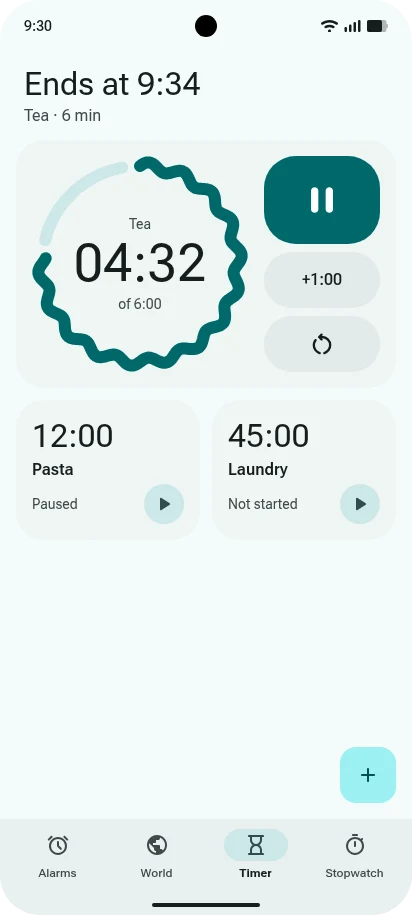 9:30
Ends at 9:34
Tea · 6 min
Tea
04:32
of 6:00
+1:00
12:00
Pasta
Paused
45:00
Laundry
Not started
Alarms
World
Timer
Stopwatch